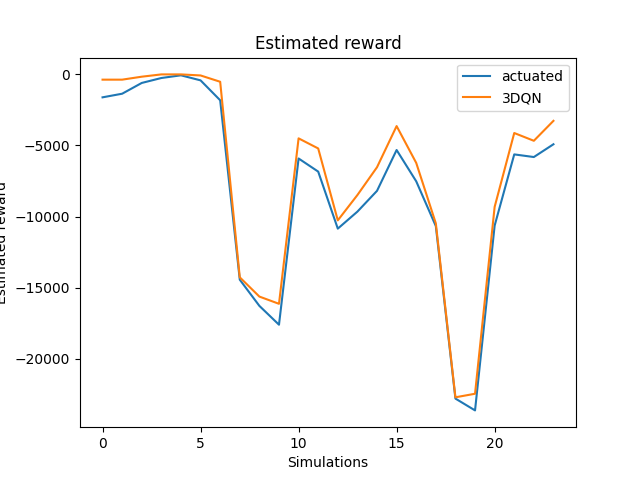 Estimated reward
actuated
3DQN
0
−5000
−10000
−15000
−20000
Estimated reward
0
5
10
15
20
Simulations